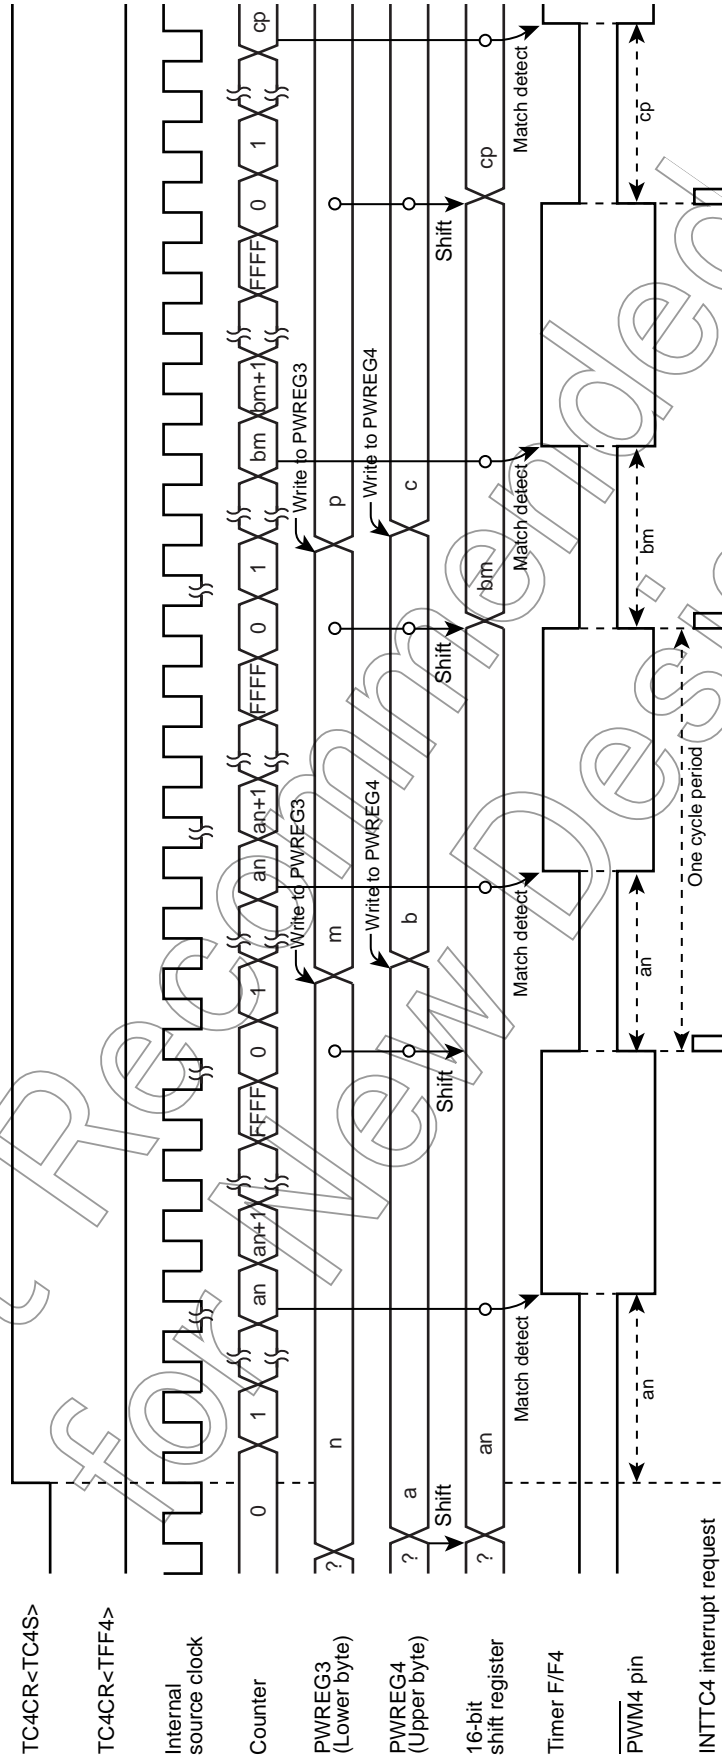 TC4CR<TC4S>
TC4CR<TFF4>
Internal
source clock
Counter 0 1 an an+1 FFFF 0 1 an an+1 FFFF 0 1 bm bm+1 FFFF 0 1 cp
Write to PWREG3 Write to PWREG3
PWREG3
(Lower byte) ? n m p
Write to PWREG4 Write to PWREG4
PWREG4
(Upper byte) ? a b c
Shift Shift Shift Shift
16-bit
shift register ? an bm cp
Match detect Match detect Match detect Match detect
Timer F/F4
PWM4 pin
an an bm cp
One cycle period
INTTC4 interrupt request
t Recommended
for New Desi